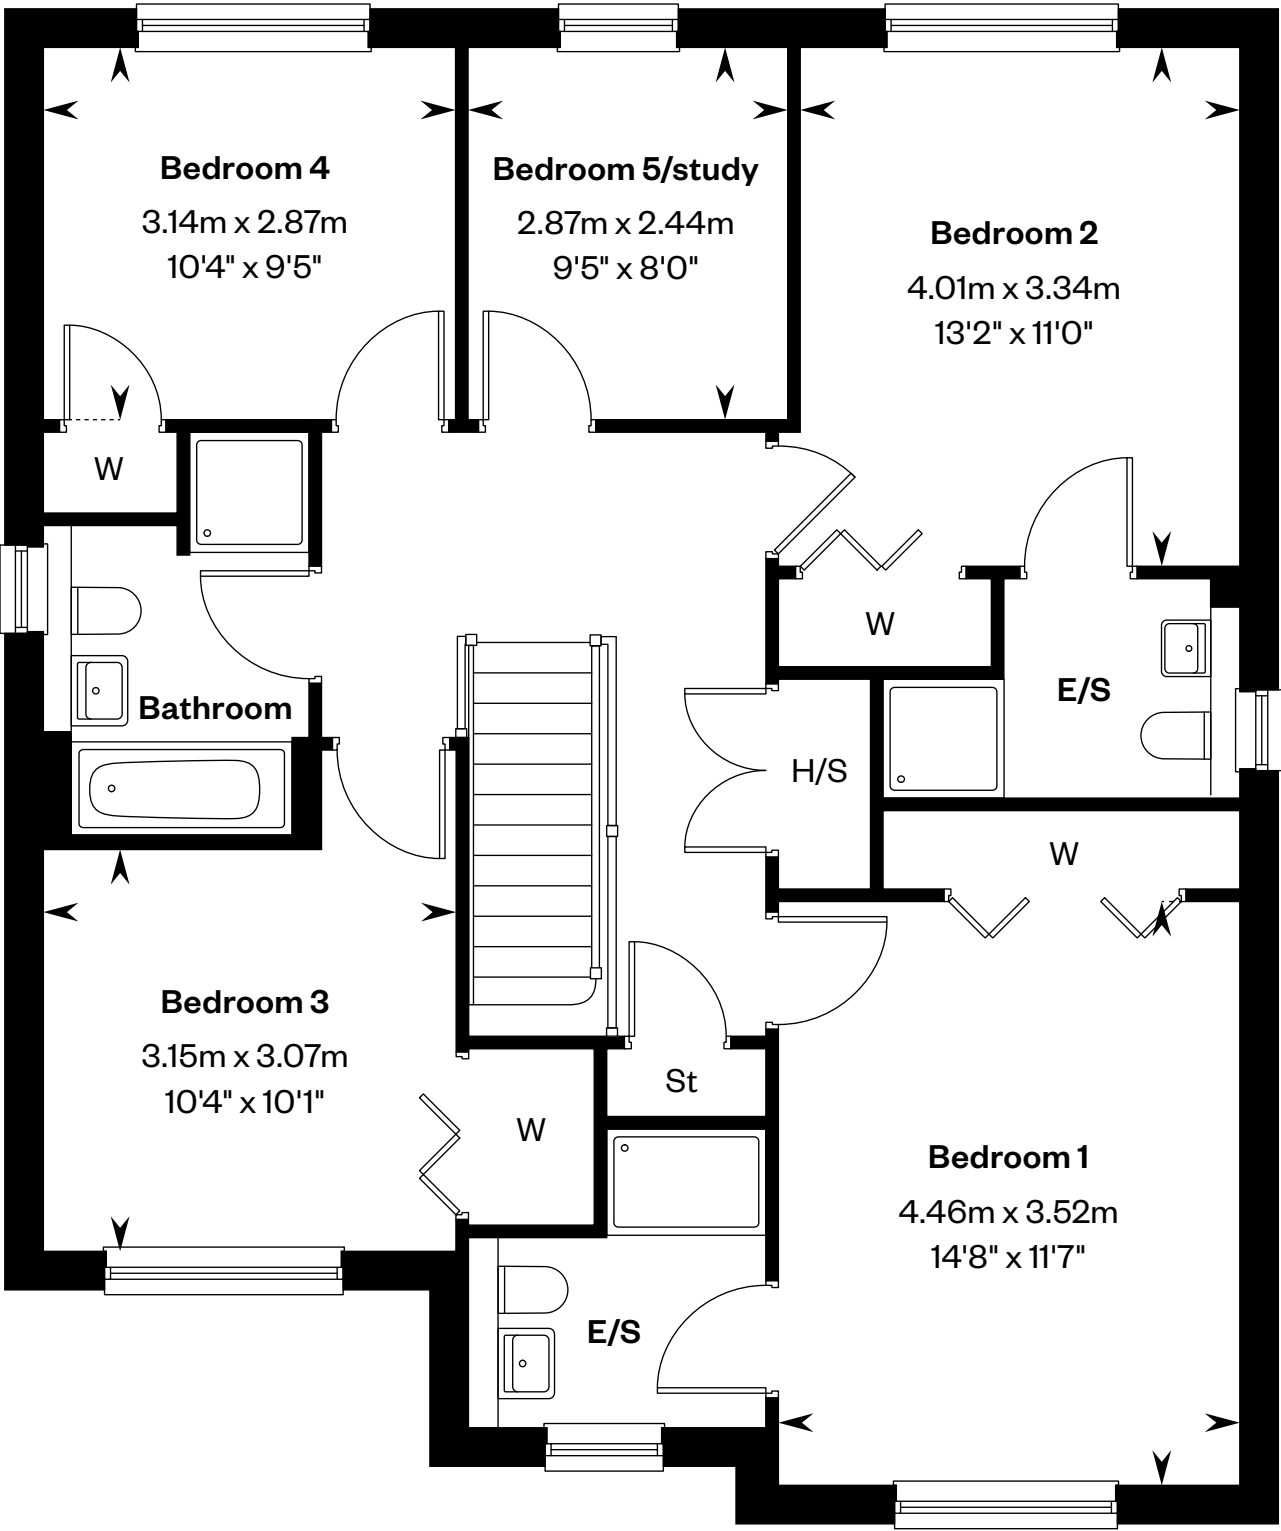 Bedroom 4
3.14m x 2.87m
10'4" x 9'5"
Bedroom 5/study
2.87m x 2.44m
9'5" x 8'0"
Bedroom 2
4.01m x 3.34m
13'2" x 11'0"
W
W
E/S
Bathroom
H/S
W
Bedroom 3
3.15m x 3.07m
10'4" x 10'1"
St
W
Bedroom 1
4.46m x 3.52m
14'8" x 11'7"
E/S